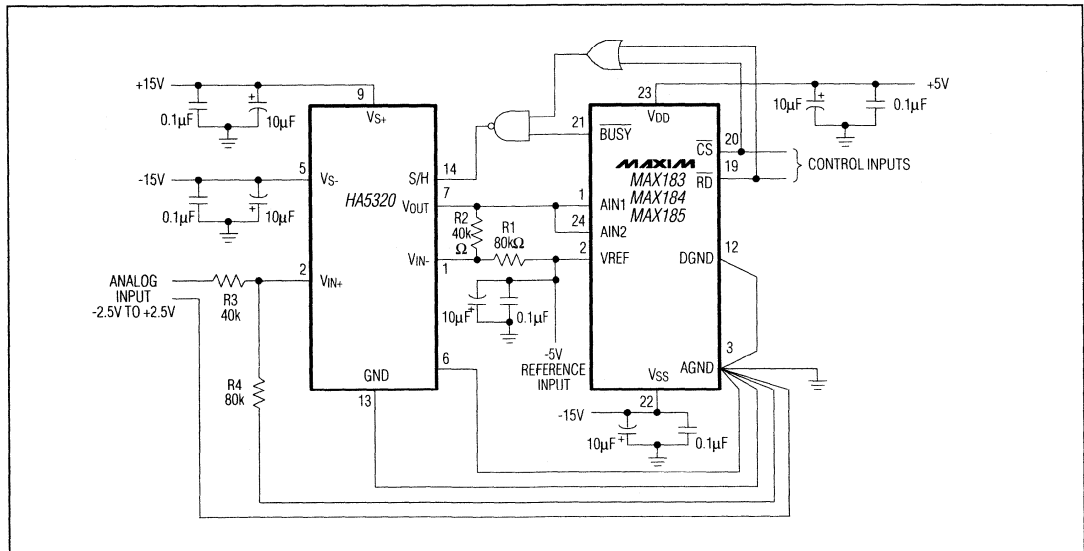 +15V
0.1µF
+
10µF
9
VS+
-15V
0.1µF
+
10µF
5
VS-
HA5320
14
S/H
7
VOUT
VIN-
1
R2
40k
Ω
R1
80kΩ
10µF
+
0.1µF
-5V
REFERENCE
INPUT
ANALOG
INPUT
-2.5V TO +2.5V
R3
40k
2
VIN+
R4
80k
GND
13
6
23
VDD
21
BUSY
MAXIM
MAX183
MAX184
MAX185
1
AIN1
24
AIN2
2
VREF
CS
20
RD
19
CONTROL INPUTS
DGND
12
AGND
3
VSS
22
-15V
10µF
+
0.1µF
10µF
+
0.1µF
+5V